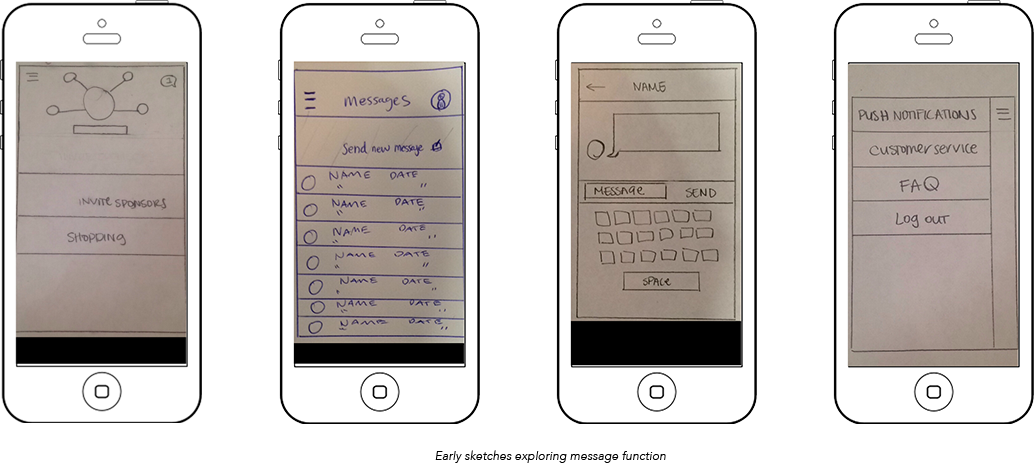 INVITE SPONSORS
SHOPPING
messages
Send new message
NAME DATE
" "
NAME DATE
" "
NAME DATE
" "
NAME DATE
" "
NAME DATE
" "
NAME DATE
" "
NAME DATE
" "
NAME
MESSAGE SEND
SPACE
PUSH NOTIFICATIONS
customer service
FAQ
Log out
Early sketches exploring message function